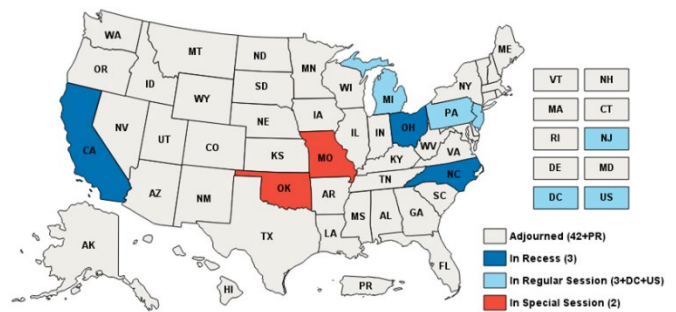 WA
MT
ND
MN
ME
OR
ID
WY
SD
WI
MI
NY
VT
NH
NV
UT
CO
NE
IA
IL
IN
OH
PA
MA
CT
CA
KS
MO
KY
WV
VA
RI
NJ
AZ
NM
OK
AR
TN
NC
SC
DE
MD
TX
LA
MS
AL
GA
DC
US
AK
FL
HI
PR
Adjourned (42+PR)
In Recess (3)
In Regular Session (3+DC+US)
In Special Session (2)